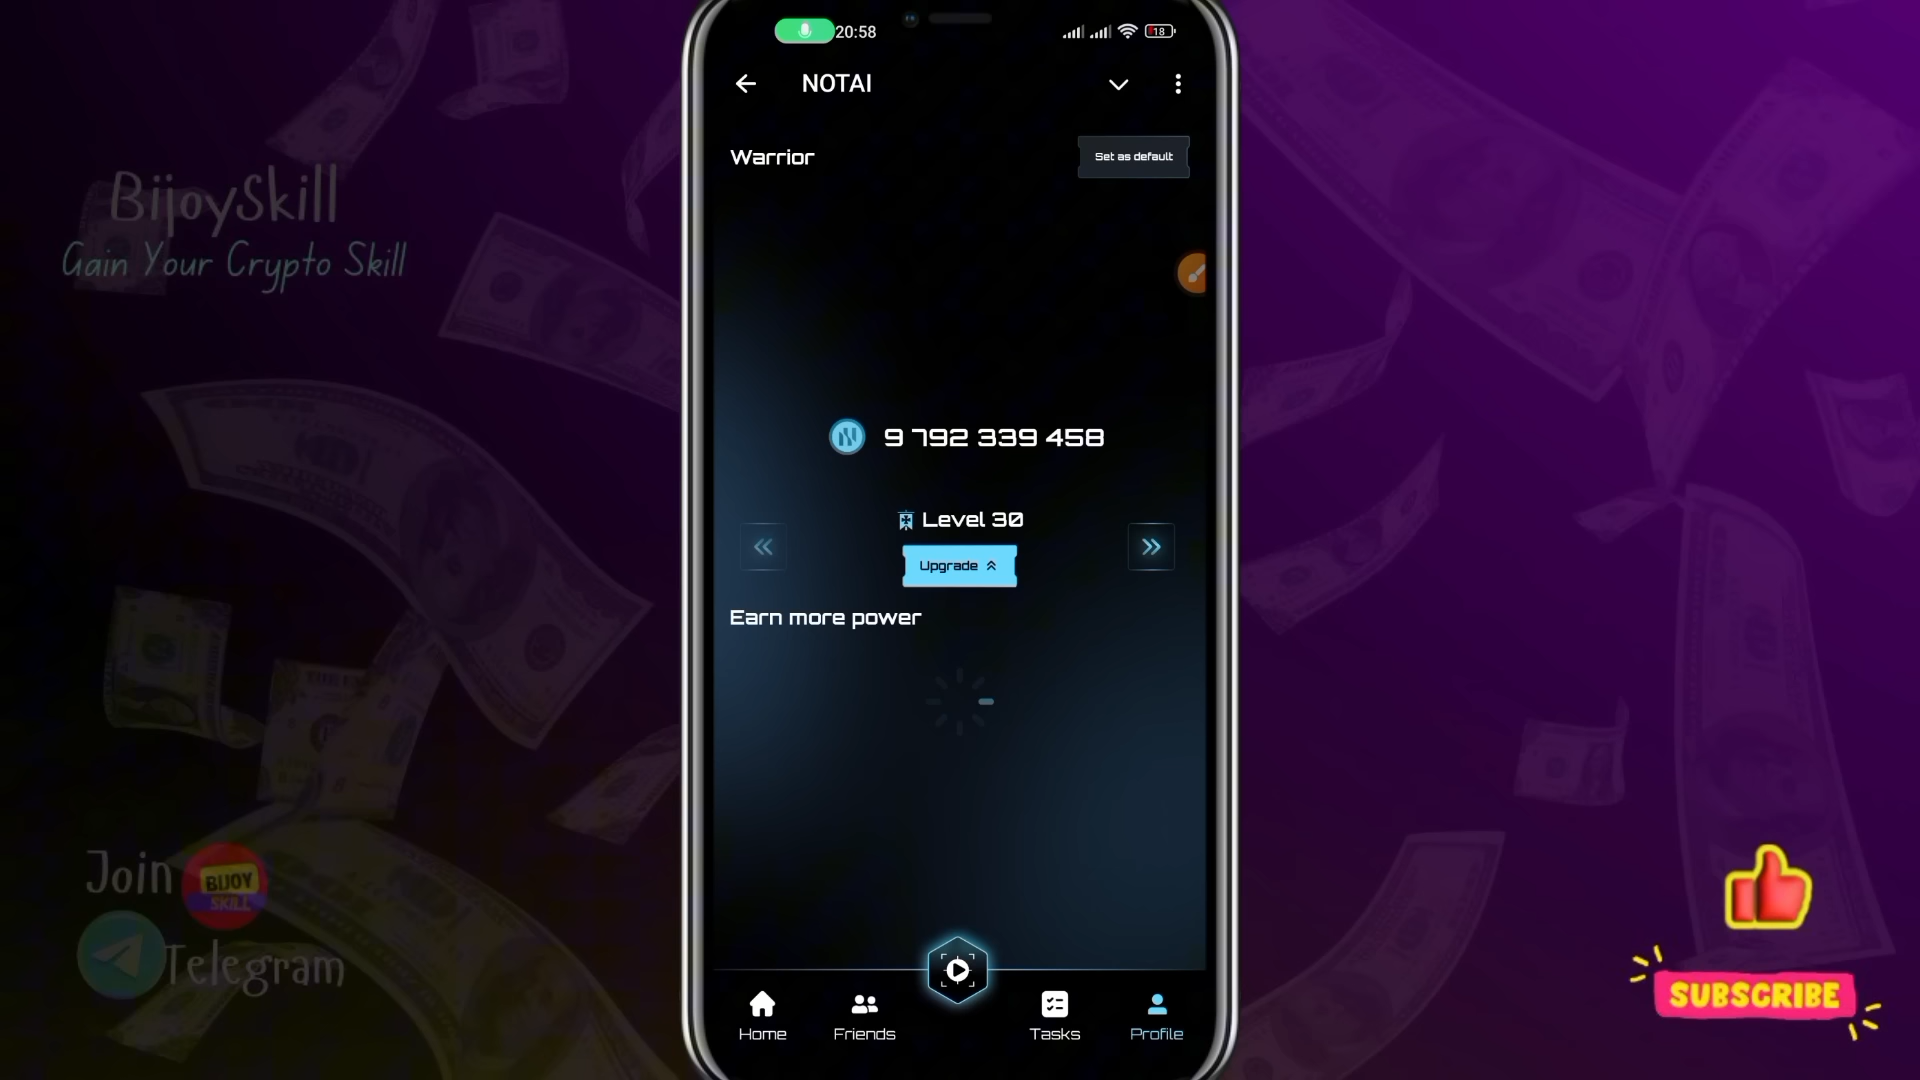 20:58
18
NOTAI
Warrior
Set as default
BijoySkill
Gain Your Crypto Skill
9 792 339 458
Level 30
Upgrade
Earn more power
Join
BIJOY
SKILL
Telegram
SUBSCRIBE
Home
Friends
Tasks
Profile